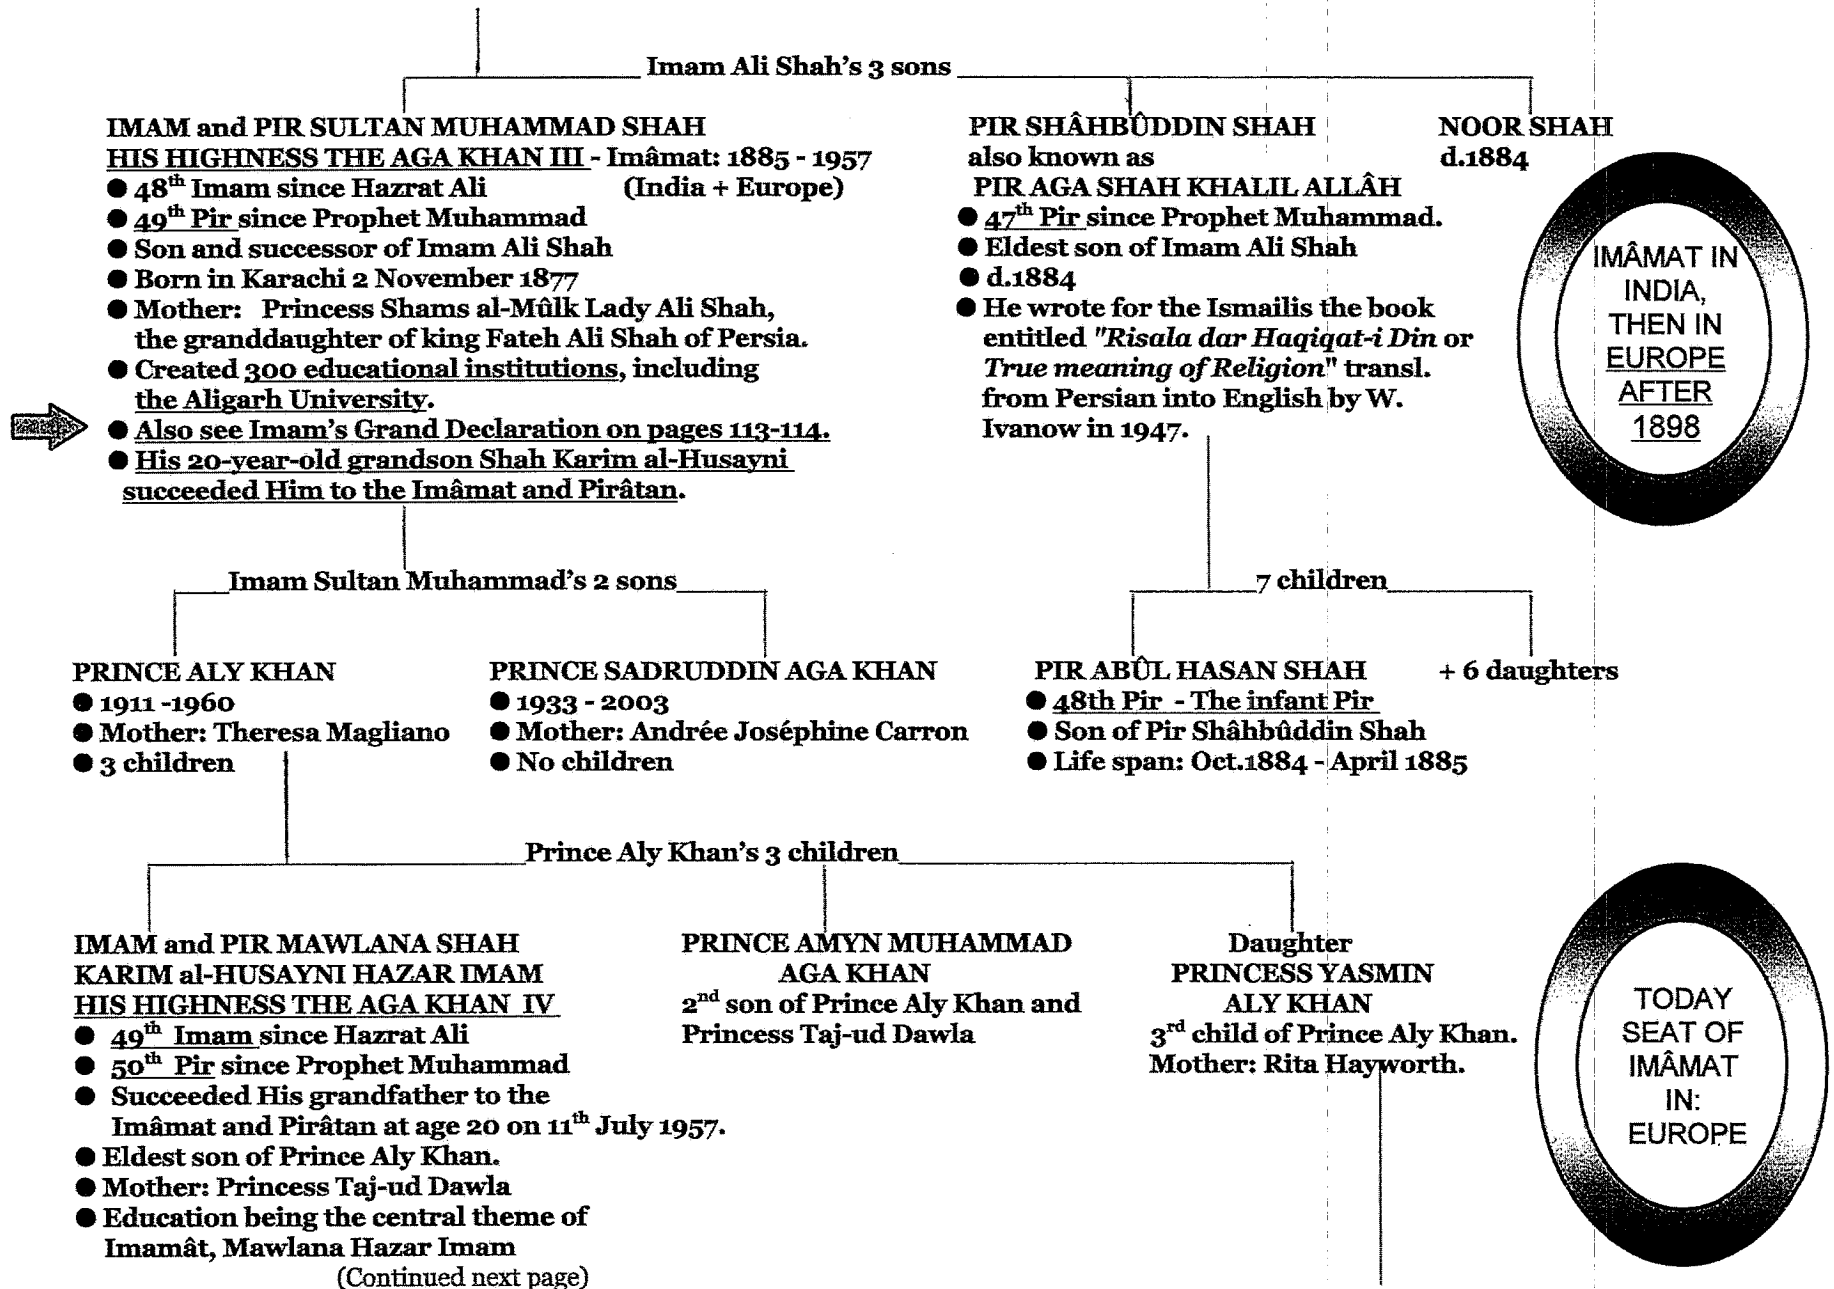 Imam Ali Shah's 3 sons
IMAM and PIR SULTAN MUHAMMAD SHAH
HIS HIGHNESS THE AGA KHAN III - Imâmat: 1885 - 1957
● 48th Imam since Hazrat Ali (India + Europe)
● 49th Pir since Prophet Muhammad
● Son and successor of Imam Ali Shah
● Born in Karachi 2 November 1877
● Mother: Princess Shams al-Mûlk Lady Ali Shah,
the granddaughter of king Fateh Ali Shah of Persia.
● Created 300 educational institutions, including
the Aligarh University.
● Also see Imam's Grand Declaration on pages 113-114.
● His 20-year-old grandson Shah Karim al-Husayni
succeeded Him to the Imâmat and Pirâtan.
PIR SHÂHBÛDDIN SHAH
also known as
PIR AGA SHAH KHALIL ALLÂH
● 47th Pir since Prophet Muhammad.
● Eldest son of Imam Ali Shah
● d.1884
● He wrote for the Ismailis the book
entitled "Risala dar Haqiqat-i Din or
True meaning of Religion" transl.
from Persian into English by W.
Ivanow in 1947.
NOOR SHAH
d.1884
IMÂMAT IN
INDIA,
THEN IN
EUROPE
AFTER
1898
Imam Sultan Muhammad's 2 sons
7 children
PRINCE ALY KHAN
● 1911 -1960
● Mother: Theresa Magliano
● 3 children
PRINCE SADRUDDIN AGA KHAN
● 1933 - 2003
● Mother: Andrée Joséphine Carron
● No children
PIR ABÛL HASAN SHAH
● 48th Pir - The infant Pir
● Son of Pir Shâhbûddin Shah
● Life span: Oct.1884 - April 1885
+ 6 daughters
Prince Aly Khan's 3 children
IMAM and PIR MAWLANA SHAH
KARIM al-HUSAYNI HAZAR IMAM
HIS HIGHNESS THE AGA KHAN IV
● 49th Imam since Hazrat Ali
● 50th Pir since Prophet Muhammad
● Succeeded His grandfather to the
Imâmat and Pirâtan at age 20 on 11th July 1957.
● Eldest son of Prince Aly Khan.
● Mother: Princess Taj-ud Dawla
● Education being the central theme of
Imamât, Mawlana Hazar Imam
(Continued next page)
PRINCE AMYN MUHAMMAD
AGA KHAN
2nd son of Prince Aly Khan and
Princess Taj-ud Dawla
Daughter
PRINCESS YASMIN
ALY KHAN
3rd child of Prince Aly Khan.
Mother: Rita Hayworth.
TODAY
SEAT OF
IMÂMAT
IN:
EUROPE